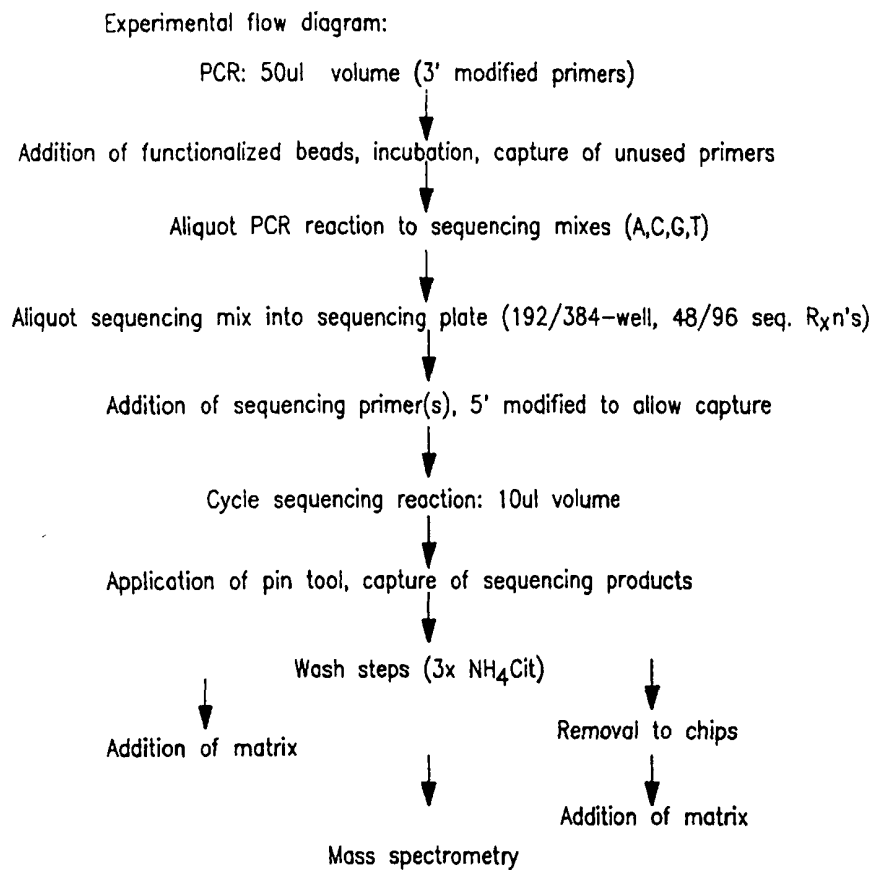 Experimental flow diagram:
PCR: 50ul volume (3' modified primers)
Addition of functionalized beads, incubation, capture of unused primers
Aliquot PCR reaction to sequencing mixes (A,C,G,T)
Aliquot sequencing mix into sequencing plate (192/384-well, 48/96 seq. Rxn's)
Addition of sequencing primer(s), 5' modified to allow capture
Cycle sequencing reaction: 10ul volume
Application of pin tool, capture of sequencing products
Wash steps (3x NH4Cit)
Addition of matrix
Removal to chips
Addition of matrix
Mass spectrometry